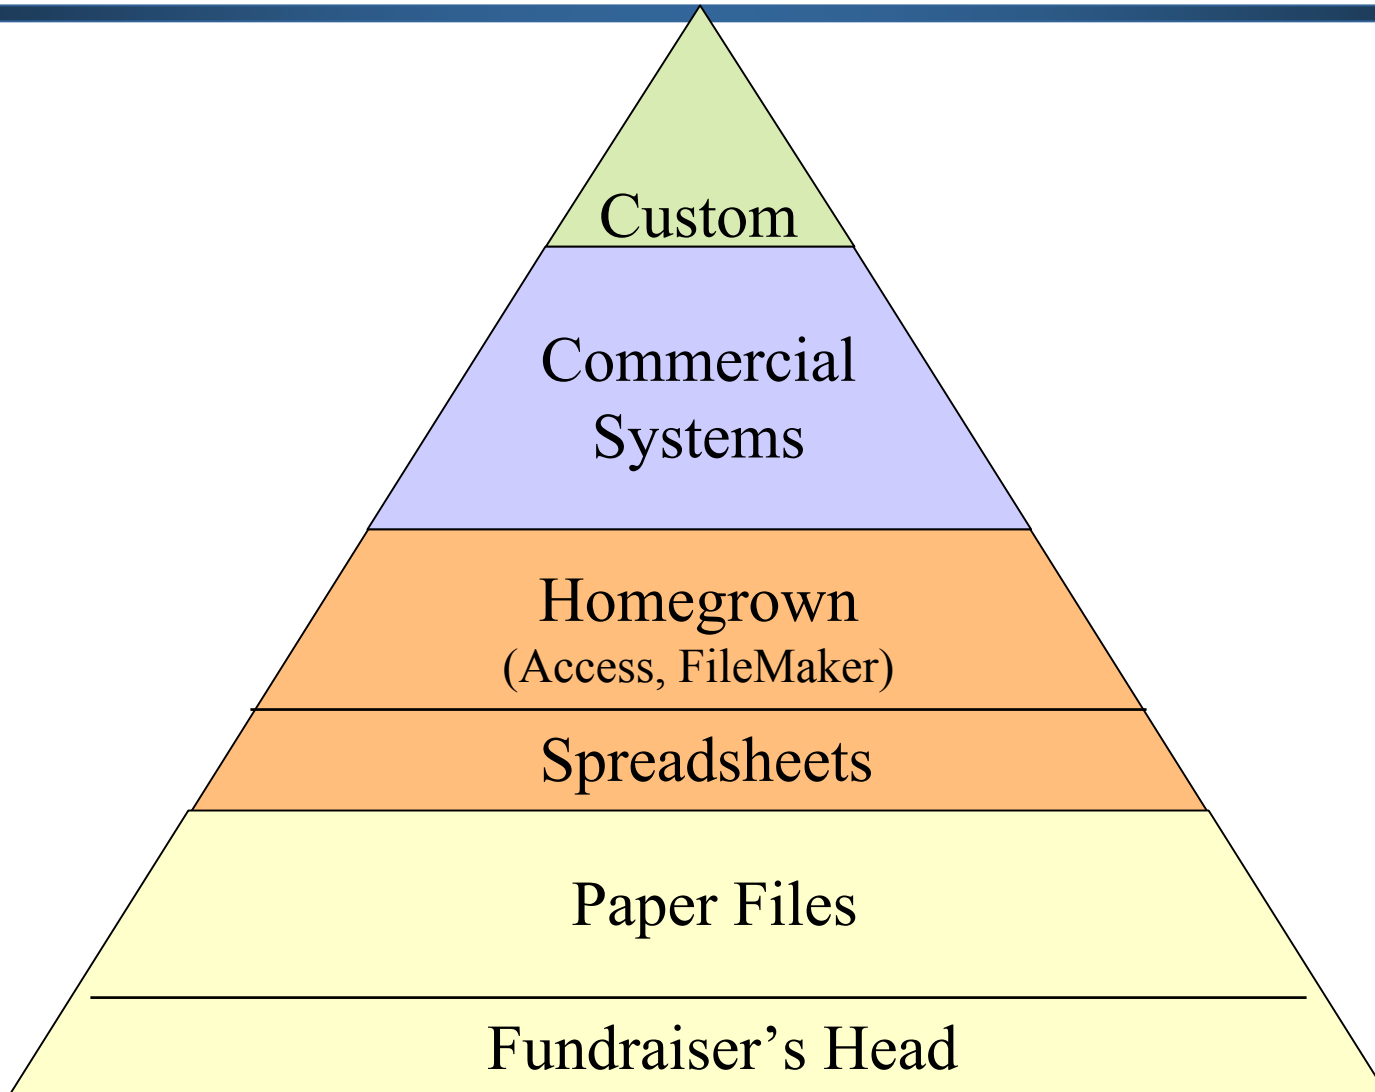 Custom
Commercial
Systems
Homegrown
(Access, FileMaker)
Spreadsheets
Paper Files
Fundraiser’s Head